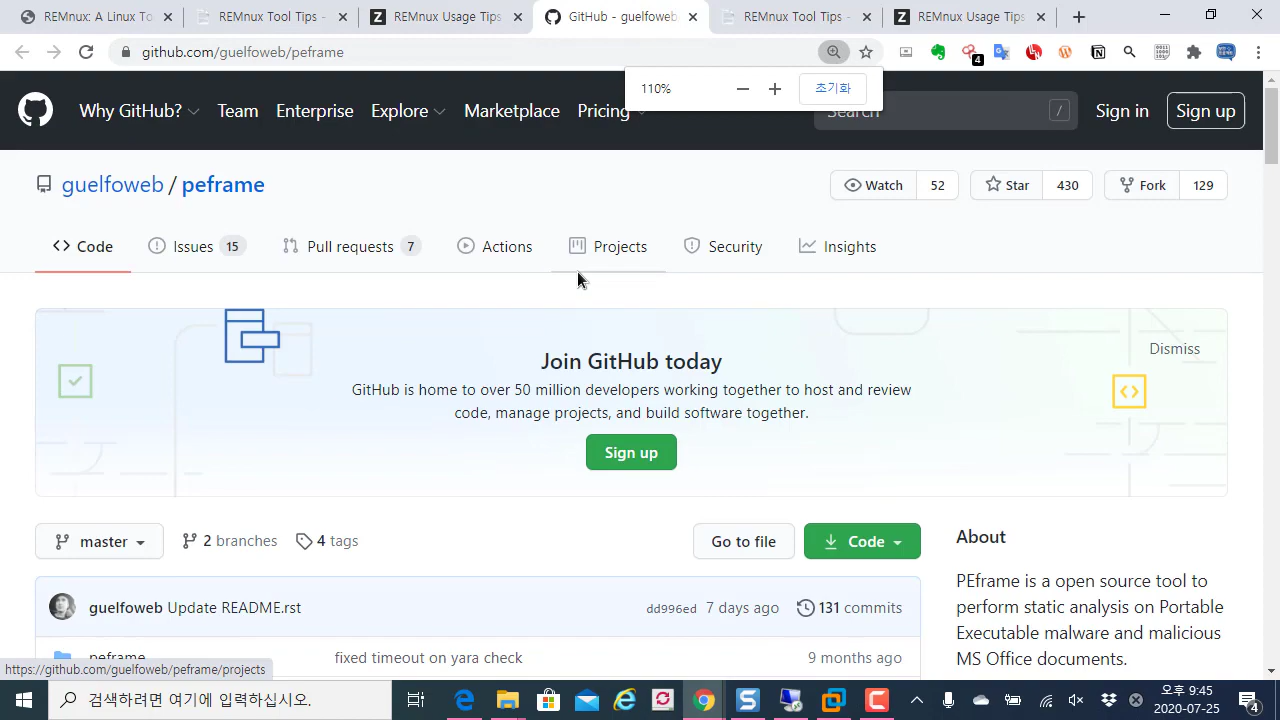 REMnux: A Linux To
REMnux Tool Tips -
REMnux Usage Tips
GitHub - guelfoweb
REMnux Tool Tips -
REMnux Usage Tips
github.com/guelfoweb/peframe
4
110%
초기화
Why GitHub?
Team
Enterprise
Explore
Marketplace
Pricing
Search
/
Sign in
Sign up
guelfoweb / peframe
Watch 52
Star 430
Fork 129
Code
Issues 15
Pull requests 7
Actions
Projects
Security
Insights
Join GitHub today
Dismiss
GitHub is home to over 50 million developers working together to host and review
code, manage projects, and build software together.
Sign up
master
2 branches
4 tags
Go to file
Code
About
PEframe is a open source tool to
perform static analysis on Portable
Executable malware and malicious
MS Office documents.
guelfoweb Update README.rst
dd996ed 7 days ago
131 commits
peframe
fixed timeout on yara check
9 months ago
https://github.com/guelfoweb/peframe/projects
검색하려면 여기에 입력하십시오.
오후 9:45
2020-07-25
4